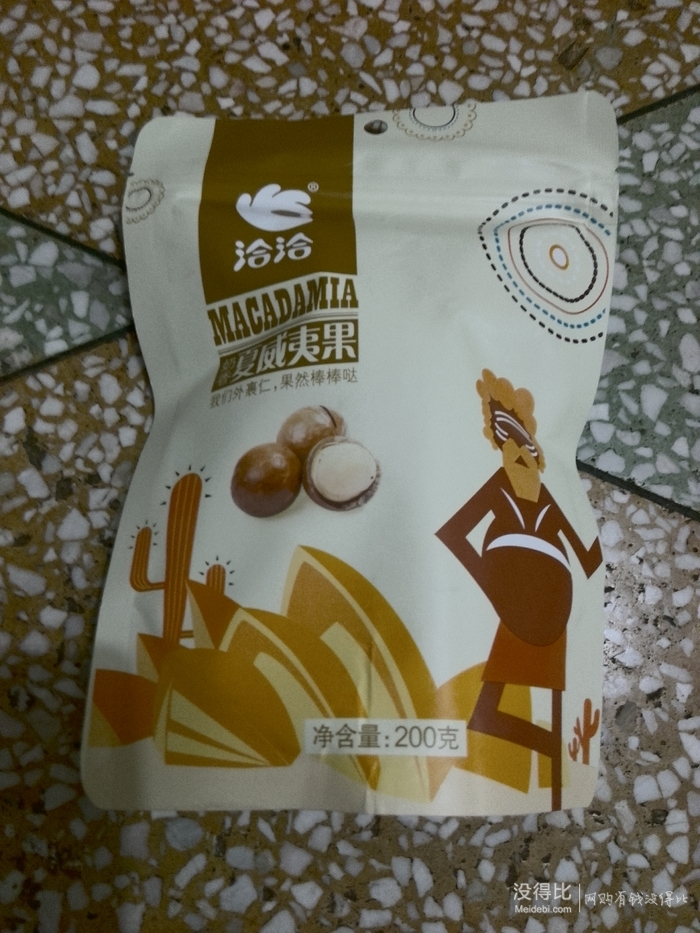 ®
洽洽
MACADAMIA
夏威夷果
我们外裹仁,果然棒棒哒
净含量:200克
没得比
Meidebi.com
网购有钱没得比